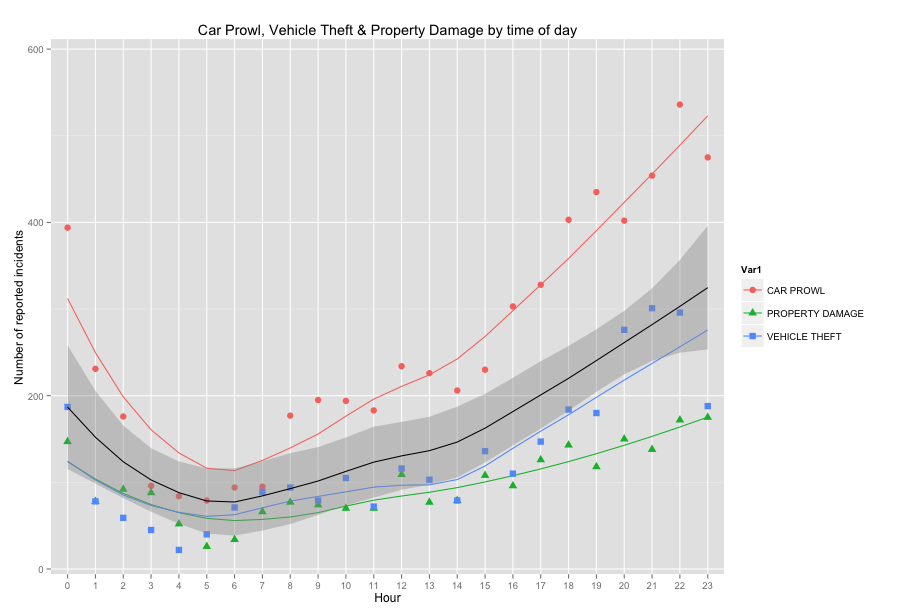 Car Prowl, Vehicle Theft & Property Damage by time of day
Number of reported incidents
600
400
200
0
0 1 2 3 4 5 6 7 8 9 10 11 12 13 14 15 16 17 18 19 20 21 22 23
Hour
Var1
CAR PROWL
PROPERTY DAMAGE
VEHICLE THEFT